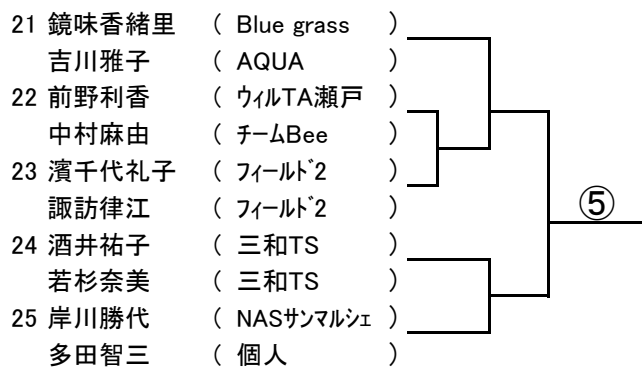 21 鏡味香緒里 ( Blue grass )
吉川雅子 ( AQUA )
22 前野利香 ( ウィルTA瀬戸 )
中村麻由 ( チームBee )
23 濱千代礼子 ( フィールド2 )
諏訪律江 ( フィールド2 )
⑤
24 酒井祐子 ( 三和TS )
若杉奈美 ( 三和TS )
25 岸川勝代 ( NASサンマルシェ )
多田智三 ( 個人 )